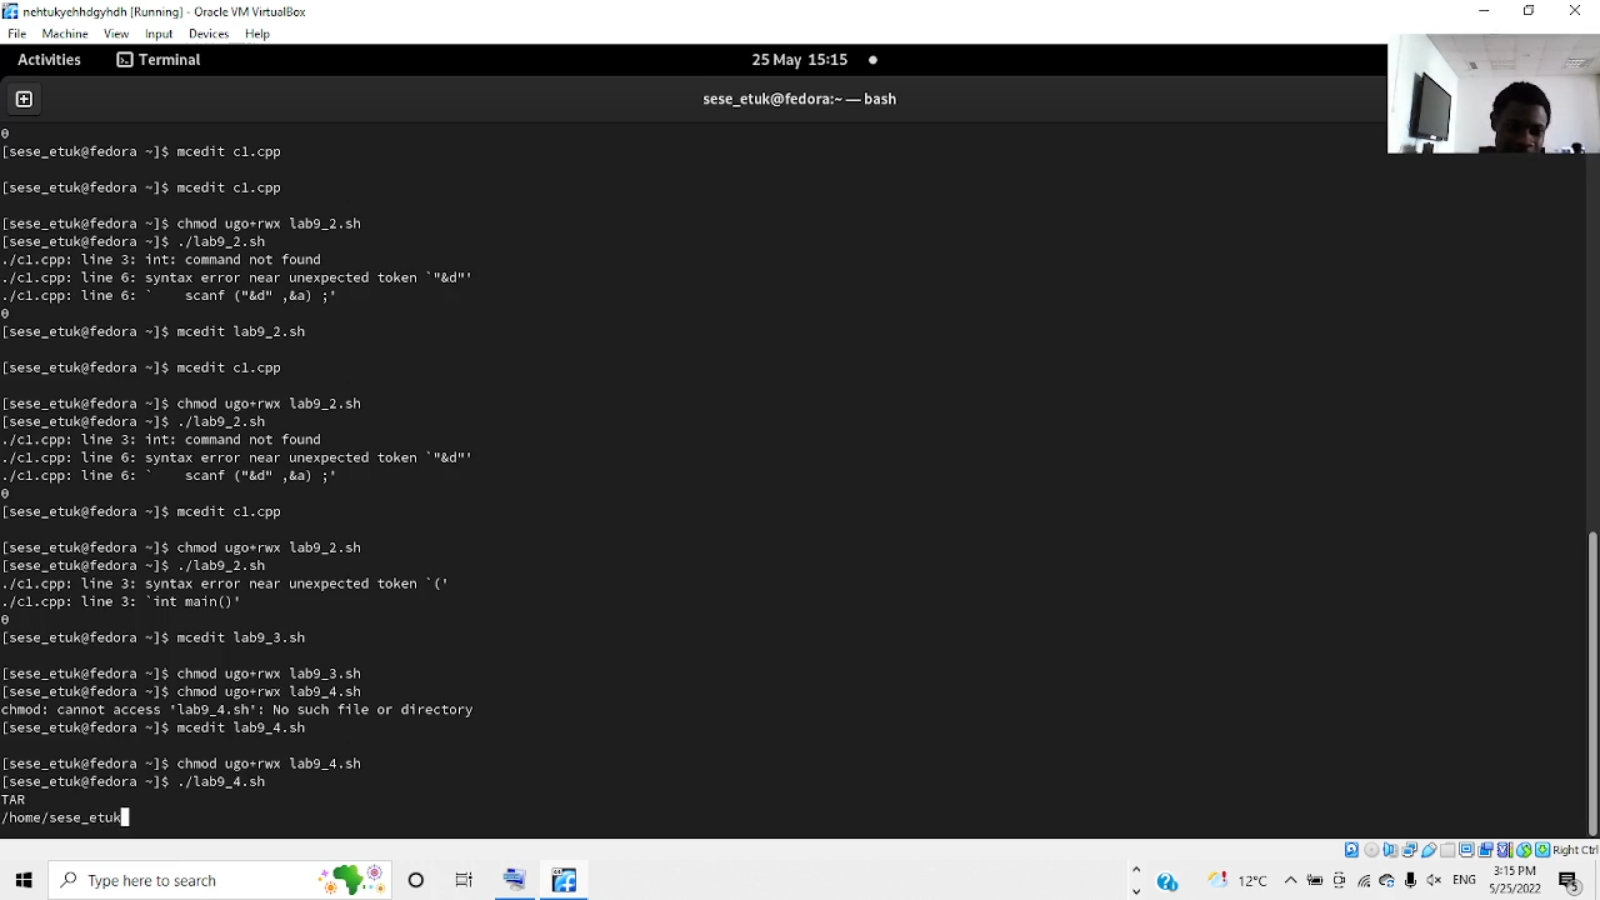 nehtukyehhdgyhdh [Running] - Oracle VM VirtualBox
File Machine View Input Devices Help
Activities Terminal 25 May 15:15
sese_etuk@fedora:~ — bash
0
[sese_etuk@fedora ~]$ mcedit c1.cpp
[sese_etuk@fedora ~]$ mcedit c1.cpp
[sese_etuk@fedora ~]$ chmod ugo+rwx lab9_2.sh
[sese_etuk@fedora ~]$ ./lab9_2.sh
./c1.cpp: line 3: int: command not found
./c1.cpp: line 6: syntax error near unexpected token `"&d"'
./c1.cpp: line 6: `    scanf ("&d" ,&a) ;'
0
[sese_etuk@fedora ~]$ mcedit lab9_2.sh
[sese_etuk@fedora ~]$ mcedit c1.cpp
[sese_etuk@fedora ~]$ chmod ugo+rwx lab9_2.sh
[sese_etuk@fedora ~]$ ./lab9_2.sh
./c1.cpp: line 3: int: command not found
./c1.cpp: line 6: syntax error near unexpected token `"&d"'
./c1.cpp: line 6: `    scanf ("&d" ,&a) ;'
0
[sese_etuk@fedora ~]$ mcedit c1.cpp
[sese_etuk@fedora ~]$ chmod ugo+rwx lab9_2.sh
[sese_etuk@fedora ~]$ ./lab9_2.sh
./c1.cpp: line 3: syntax error near unexpected token `('
./c1.cpp: line 3: `int main()'
0
[sese_etuk@fedora ~]$ mcedit lab9_3.sh
[sese_etuk@fedora ~]$ chmod ugo+rwx lab9_3.sh
[sese_etuk@fedora ~]$ chmod ugo+rwx lab9_4.sh
chmod: cannot access 'lab9_4.sh': No such file or directory
[sese_etuk@fedora ~]$ mcedit lab9_4.sh
[sese_etuk@fedora ~]$ chmod ugo+rwx lab9_4.sh
[sese_etuk@fedora ~]$ ./lab9_4.sh
TAR
/home/sese_etuk
Right Ctrl
Type here to search 12°C ENG 3:15 PM
5/25/2022 5